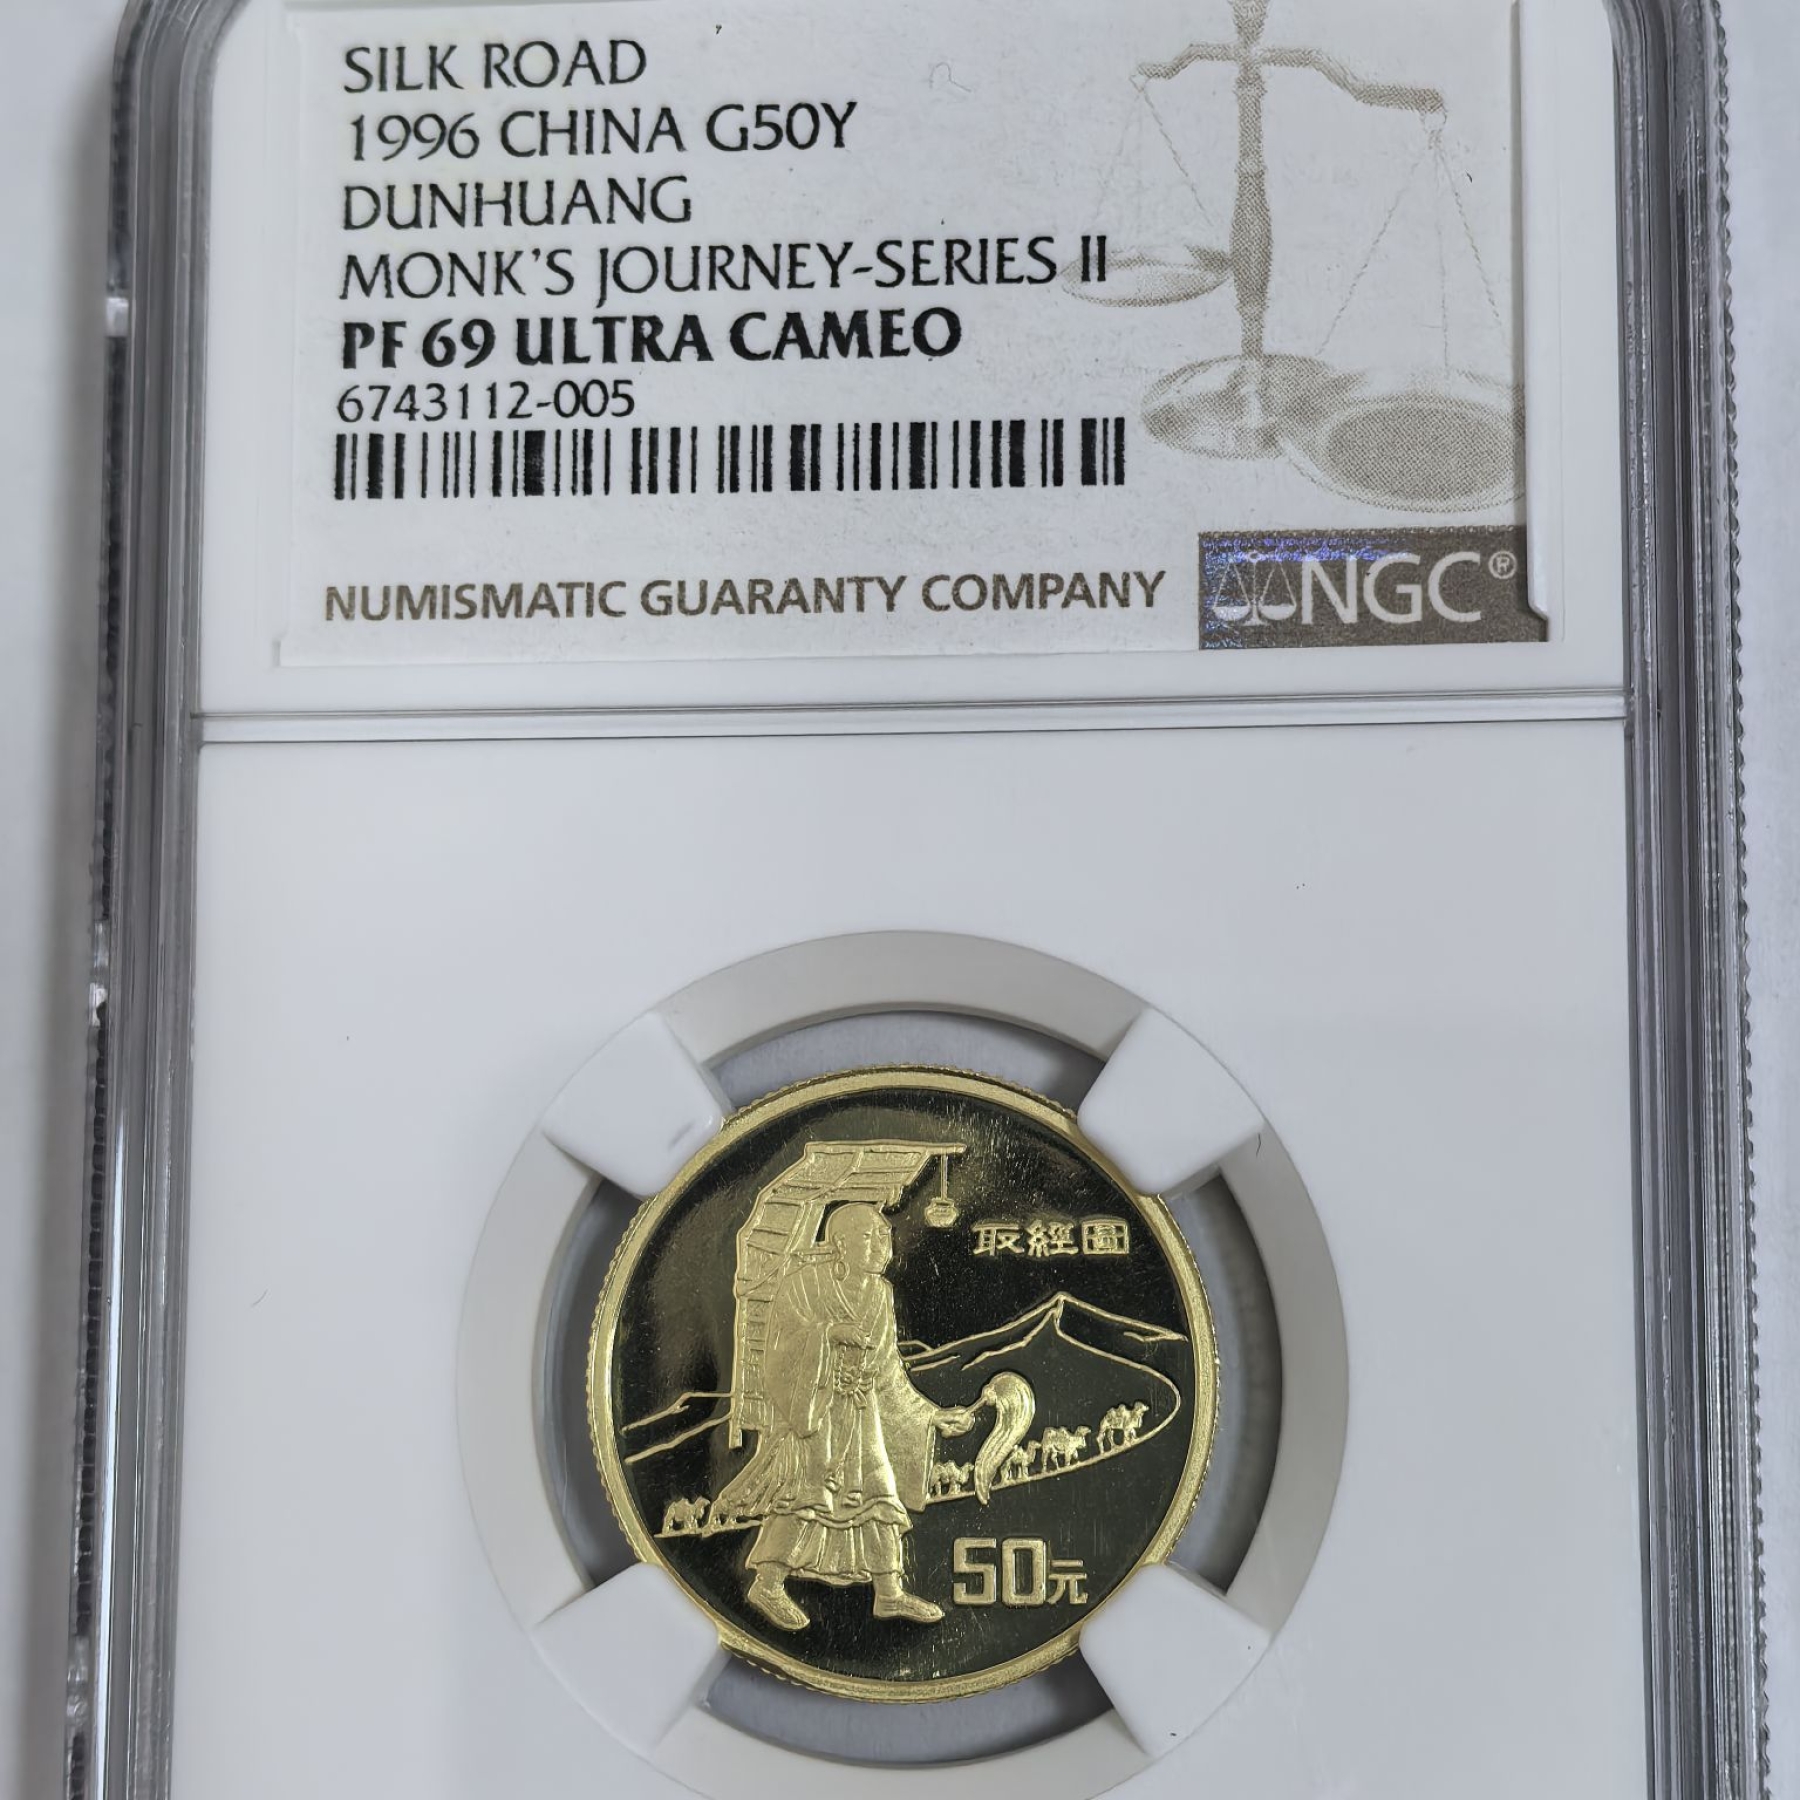 SILK ROAD
1996 CHINA G50Y
DUNHUANG
MONK'S JOURNEY-SERIES II
PF 69 ULTRA CAMEO
6743112-005
NUMISMATIC GUARANTY COMPANY
NGC®
取經圖
50元